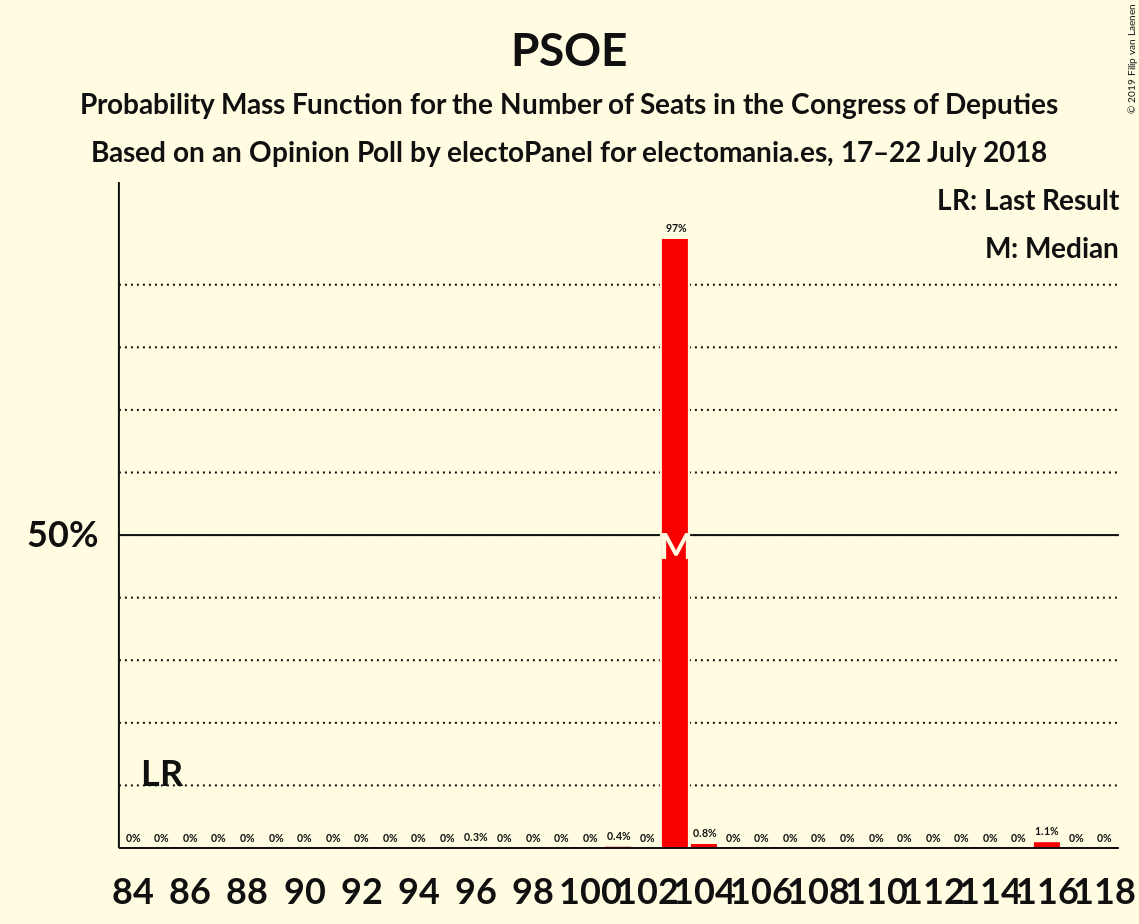 PSOE
Probability Mass Function for the Number of Seats in the Congress of Deputies
Based on an Opinion Poll by electoPanel for electomania.es, 17–22 July 2018
© 2019 Filip van Laenen
LR: Last Result
M: Median
97%
50%
M
LR
0% 0% 0% 0% 0% 0% 0% 0% 0% 0% 0% 0% 0.3% 0% 0% 0% 0% 0.4% 0% 0.8% 0% 0% 0% 0% 0% 0% 0% 0% 0% 0% 0% 1.1% 0% 0%
84 86 88 90 92 94 96 98 100 102 104 106 108 110 112 114 116 118